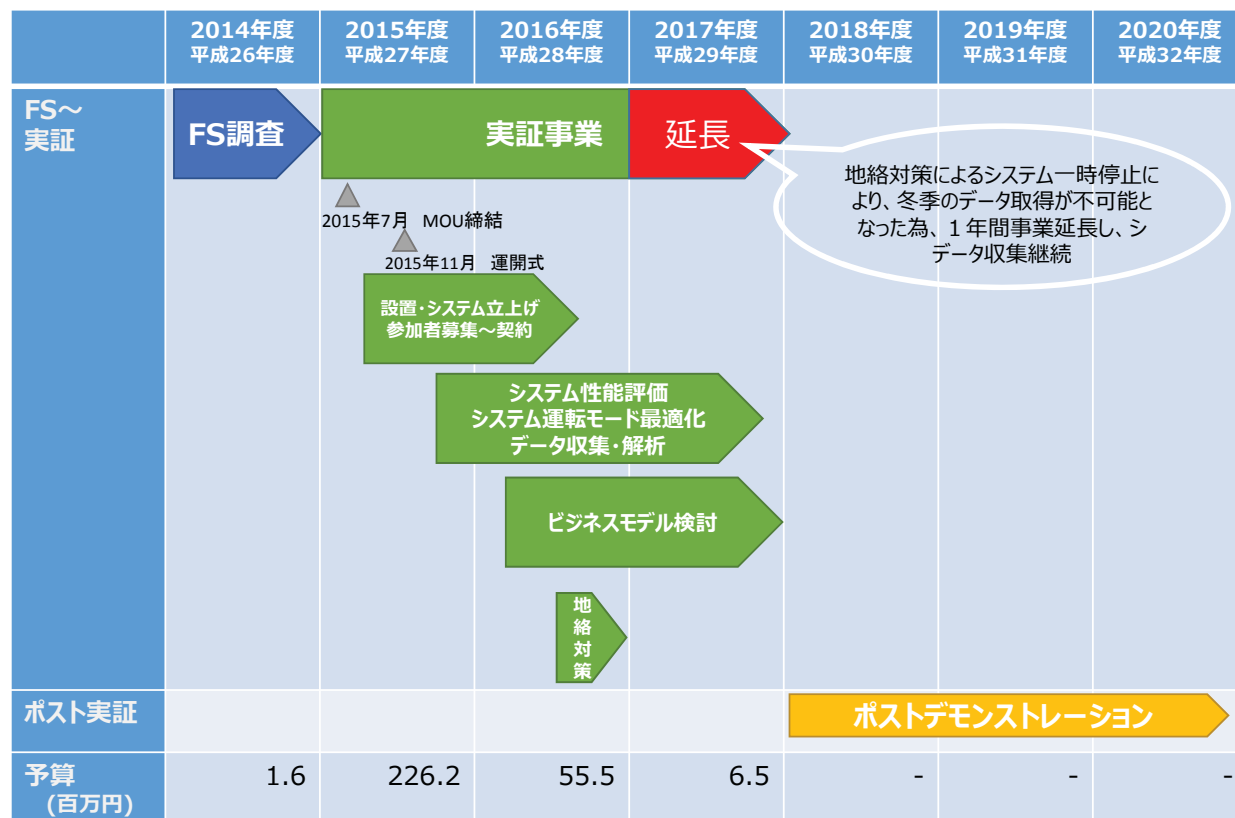 2014年度 2015年度 2016年度 2017年度 2018年度 2019年度 2020年度
平成26年度 平成27年度 平成28年度 平成29年度 平成30年度 平成31年度 平成32年度
FS～
実証
FS調査
実証事業
延長
地絡対策によるシステム一時停止に
より、冬季のデータ取得が不可能と
なった為、１年間事業延長し、シ
データ収集継続
2015年7月 MOU締結
2015年11月 運開式
設置・システム立上げ
参加者募集～契約
システム性能評価
システム運転モード最適化
データ収集・解析
ビジネスモデル検討
地
絡
対
策
ポスト実証
ポストデモンストレーション
予算 1.6 226.2 55.5 6.5 - - -
(百万円)